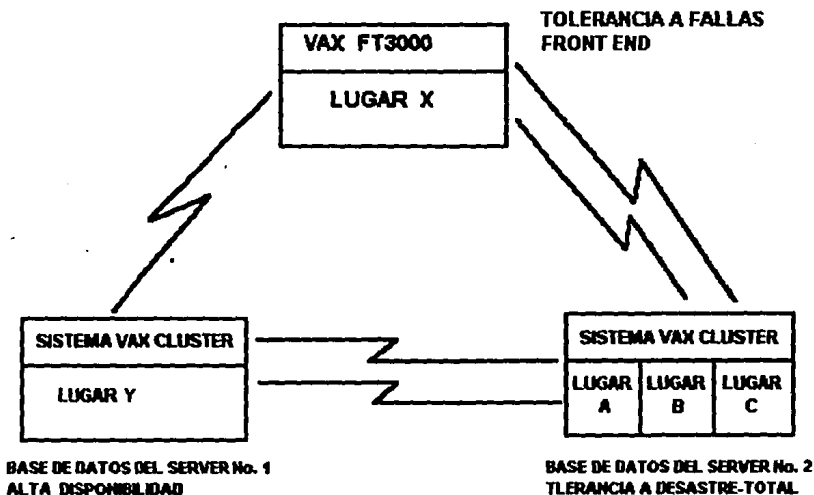 TOLERANCIA A FALLAS
FRONT END
VAX FT3000
LUGAR X
SISTEMA VAX CLUSTER
LUGAR Y
BASE DE DATOS DEL SERVER No. 1
ALTA DISPONIBILIDAD
SISTEMA VAX CLUSTER
LUGAR A
LUGAR B
LUGAR C
BASE DE DATOS DEL SERVER No. 2
TLERANCIA A DESASTRE-TOTAL